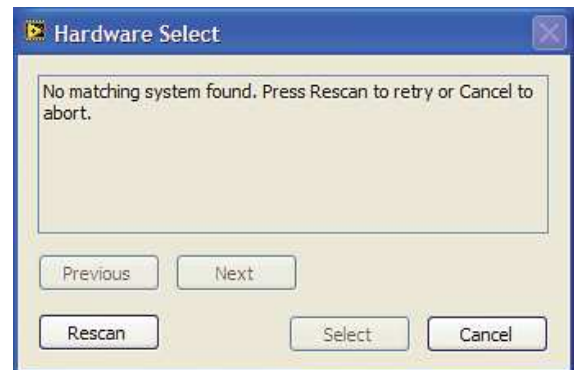 Hardware Select
No matching system found. Press Rescan to retry or Cancel to
abort.
Previous Next
Rescan Select Cancel